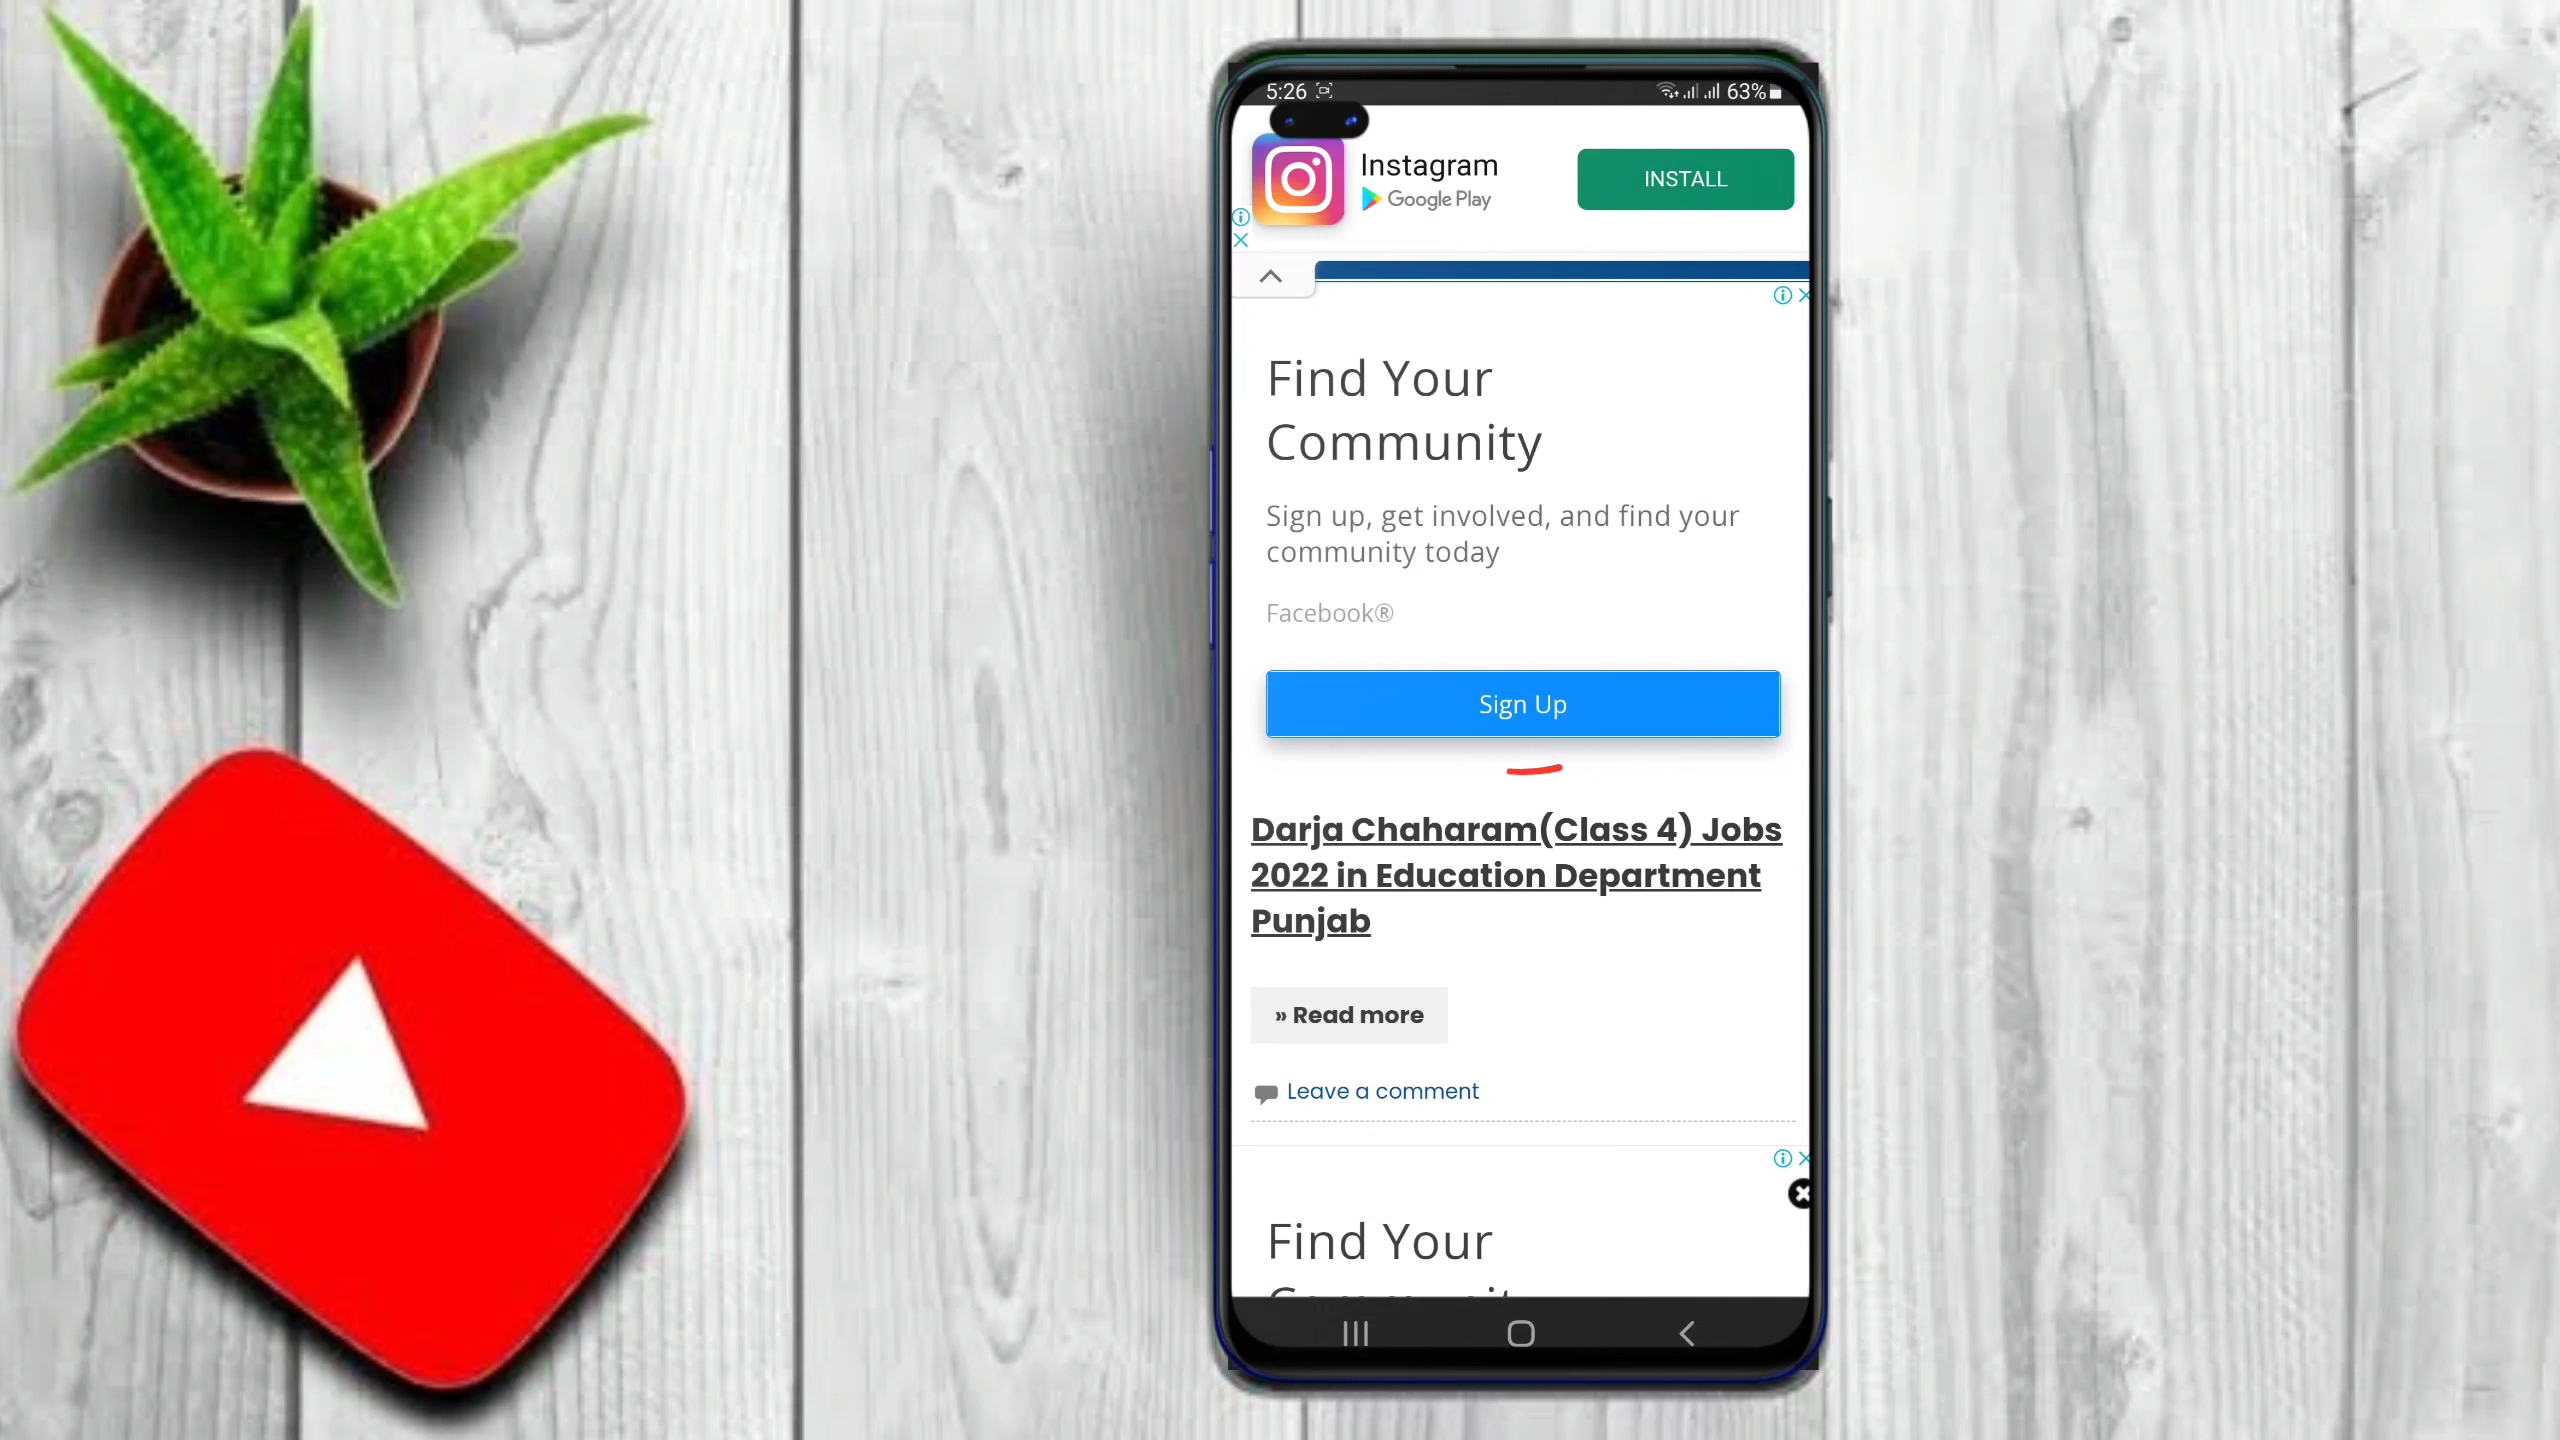 5:26 63%
Instagram
Google Play
INSTALL
Find Your
Community
Sign up, get involved, and find your
community today
Facebook®
Sign Up
Darja Chaharam(Class 4) Jobs
2022 in Education Department
Punjab
» Read more
Leave a comment
Find Your